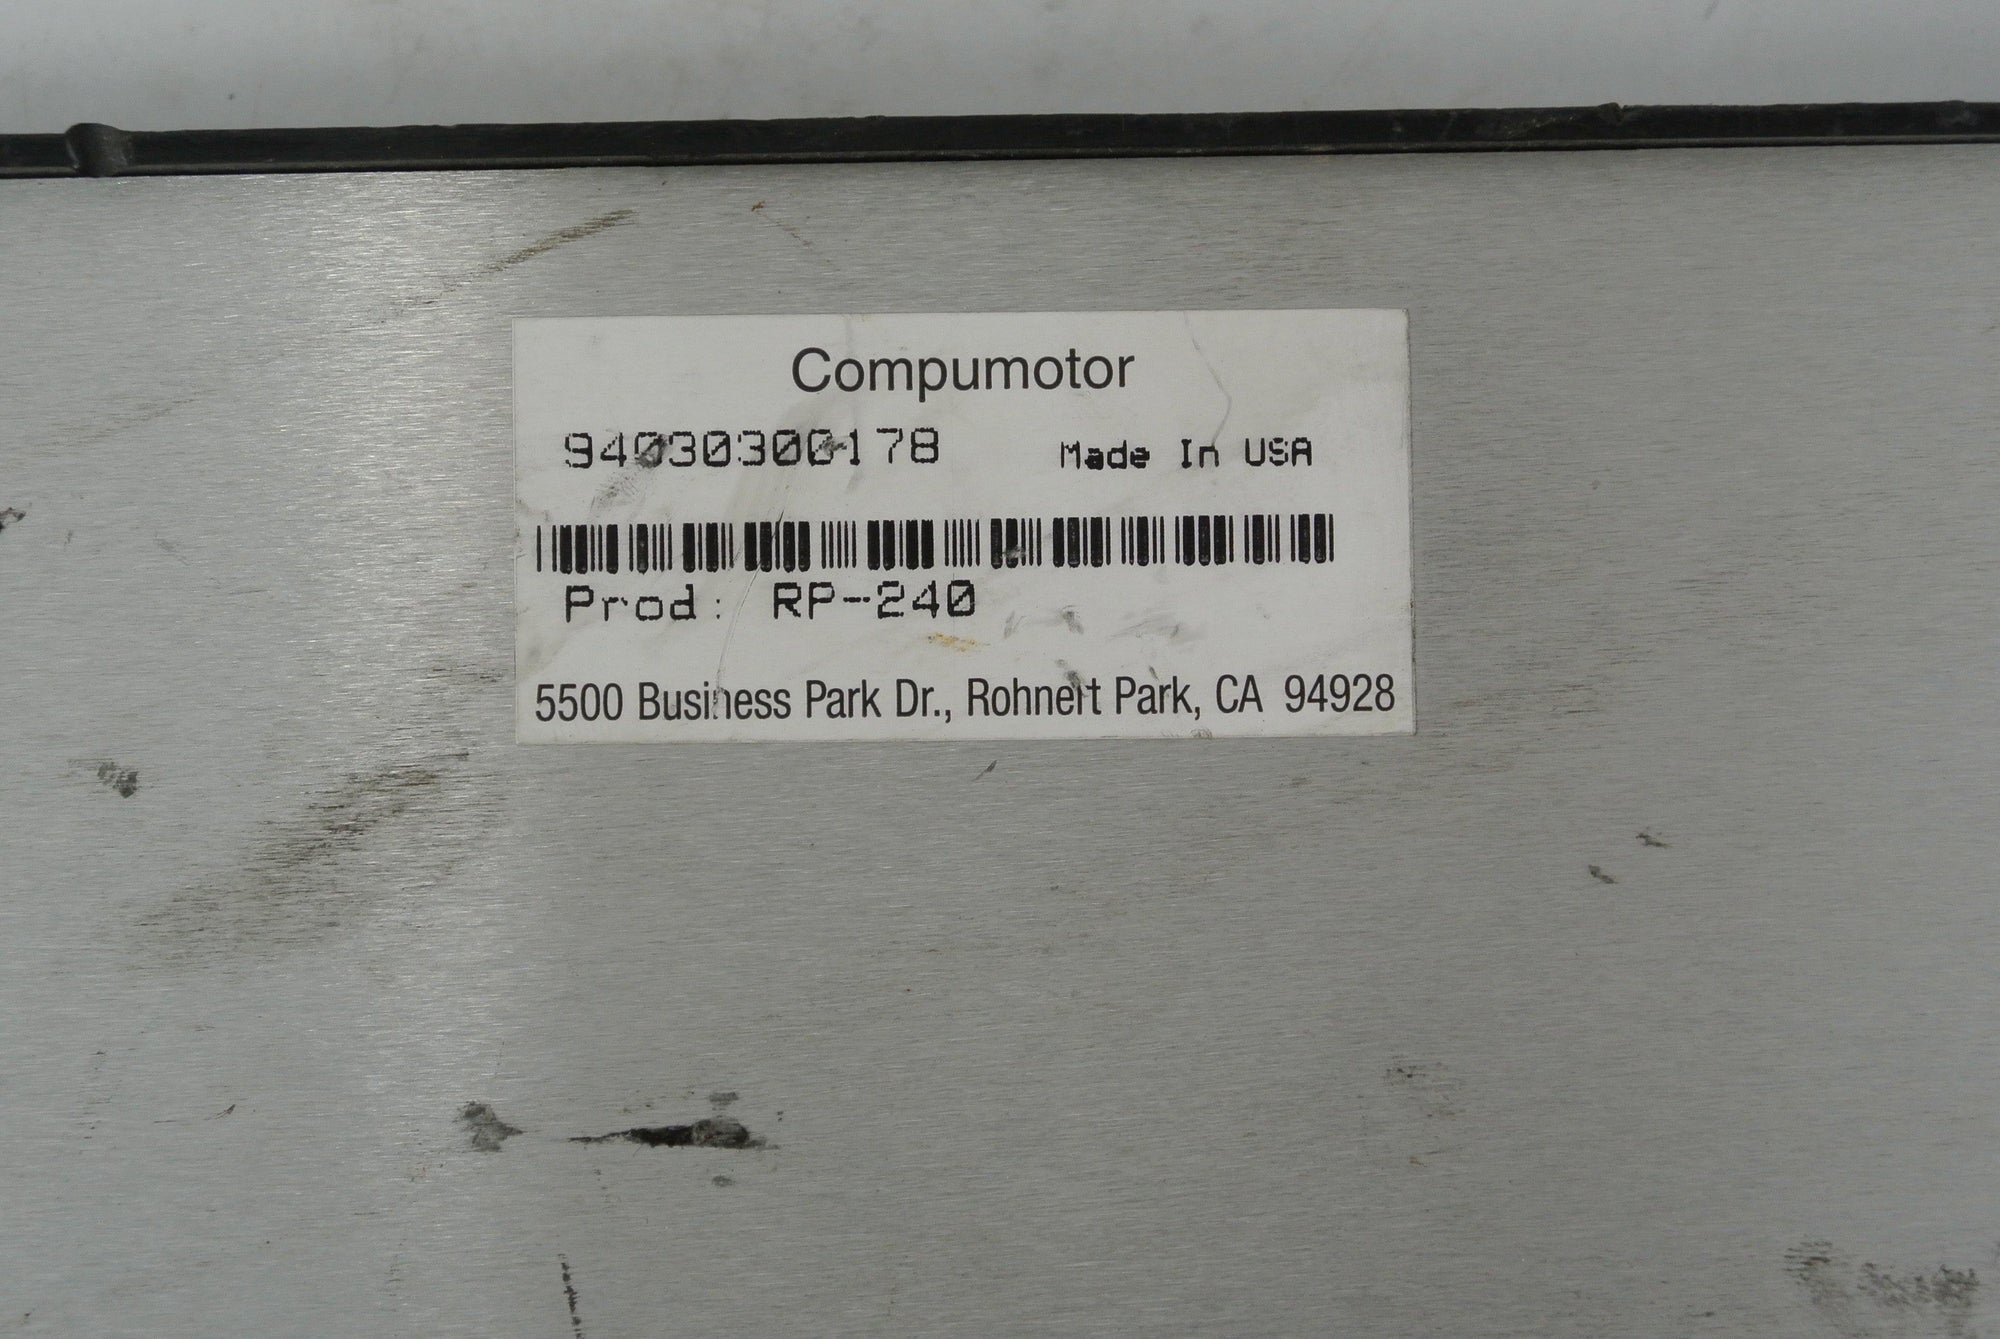 Compumotor
94030300178 Made In USA
Prod: RP-240
5500 Business Park Dr., Rohnert Park, CA 94928